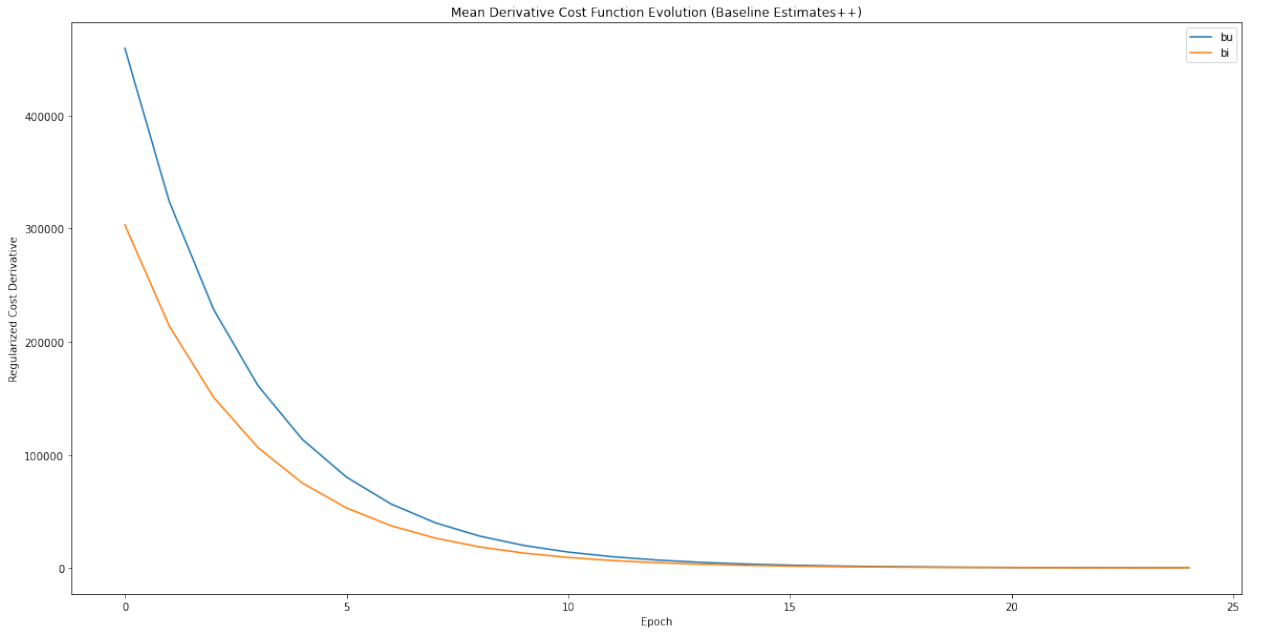 Mean Derivative Cost Function Evolution (Baseline Estimates++)
bu
bi
400000
300000
200000
100000
0
Regularized Cost Derivative
0 5 10 15 20 25
Epoch